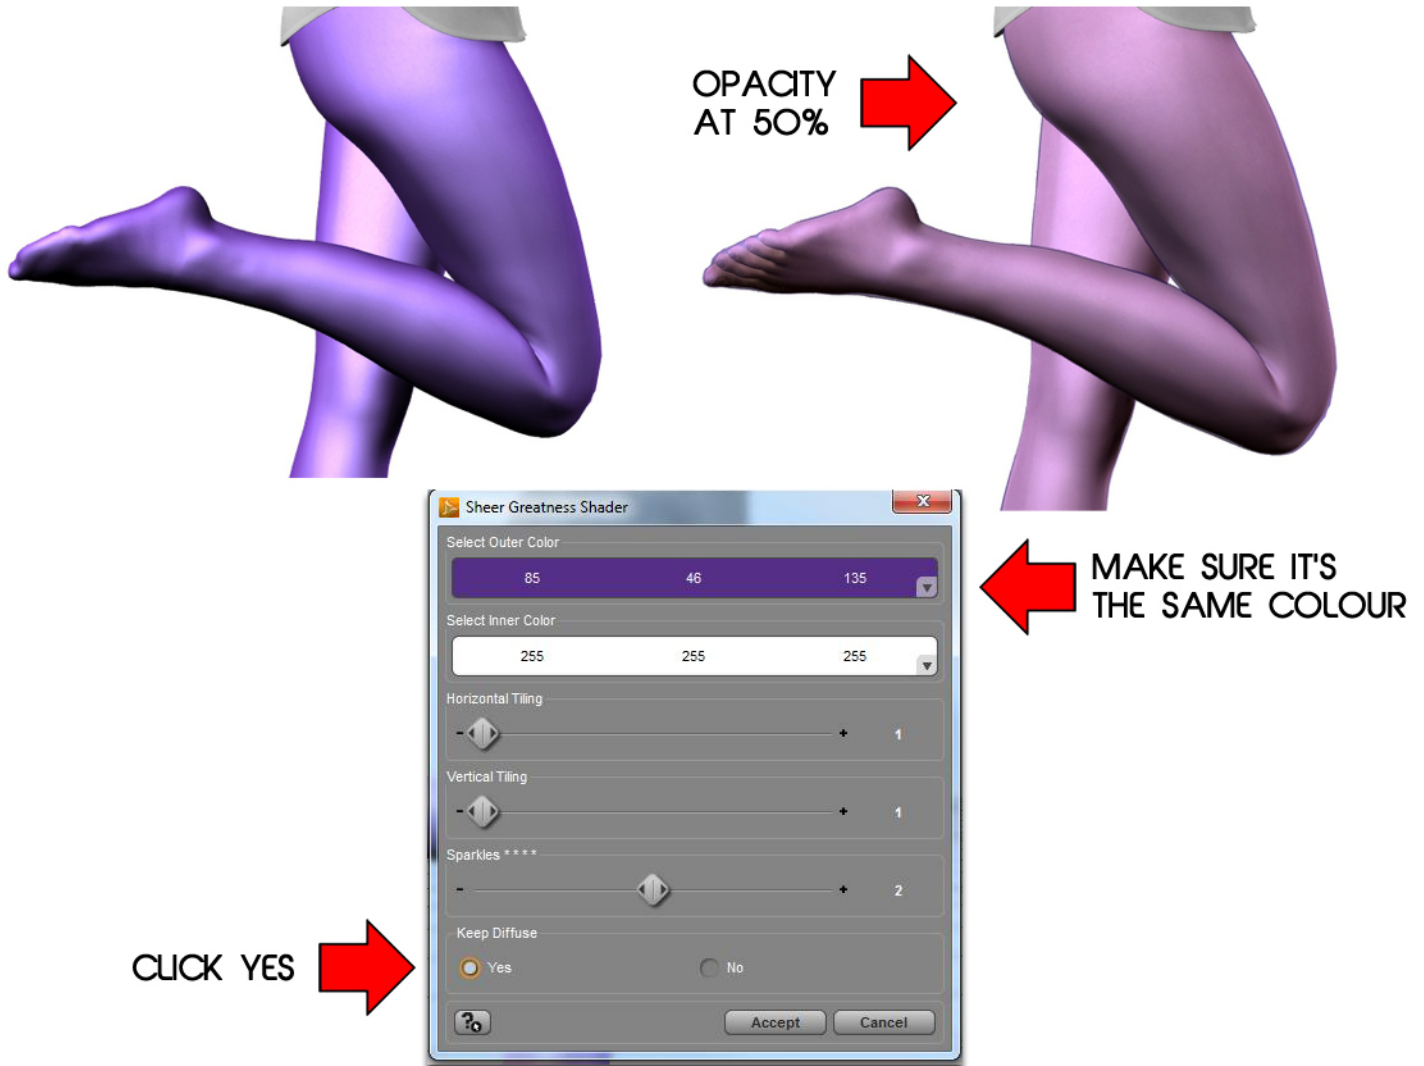 OPACITY
AT 50%
Sheer Greatness Shader
Select Outer Color
85 46 135
MAKE SURE IT'S
THE SAME COLOUR
Select Inner Color
255 255 255
Horizontal Tiling
- + 1
Vertical Tiling
- + 1
Sparkles ****
- + 2
Keep Diffuse
CLICK YES
Yes No
? Accept Cancel